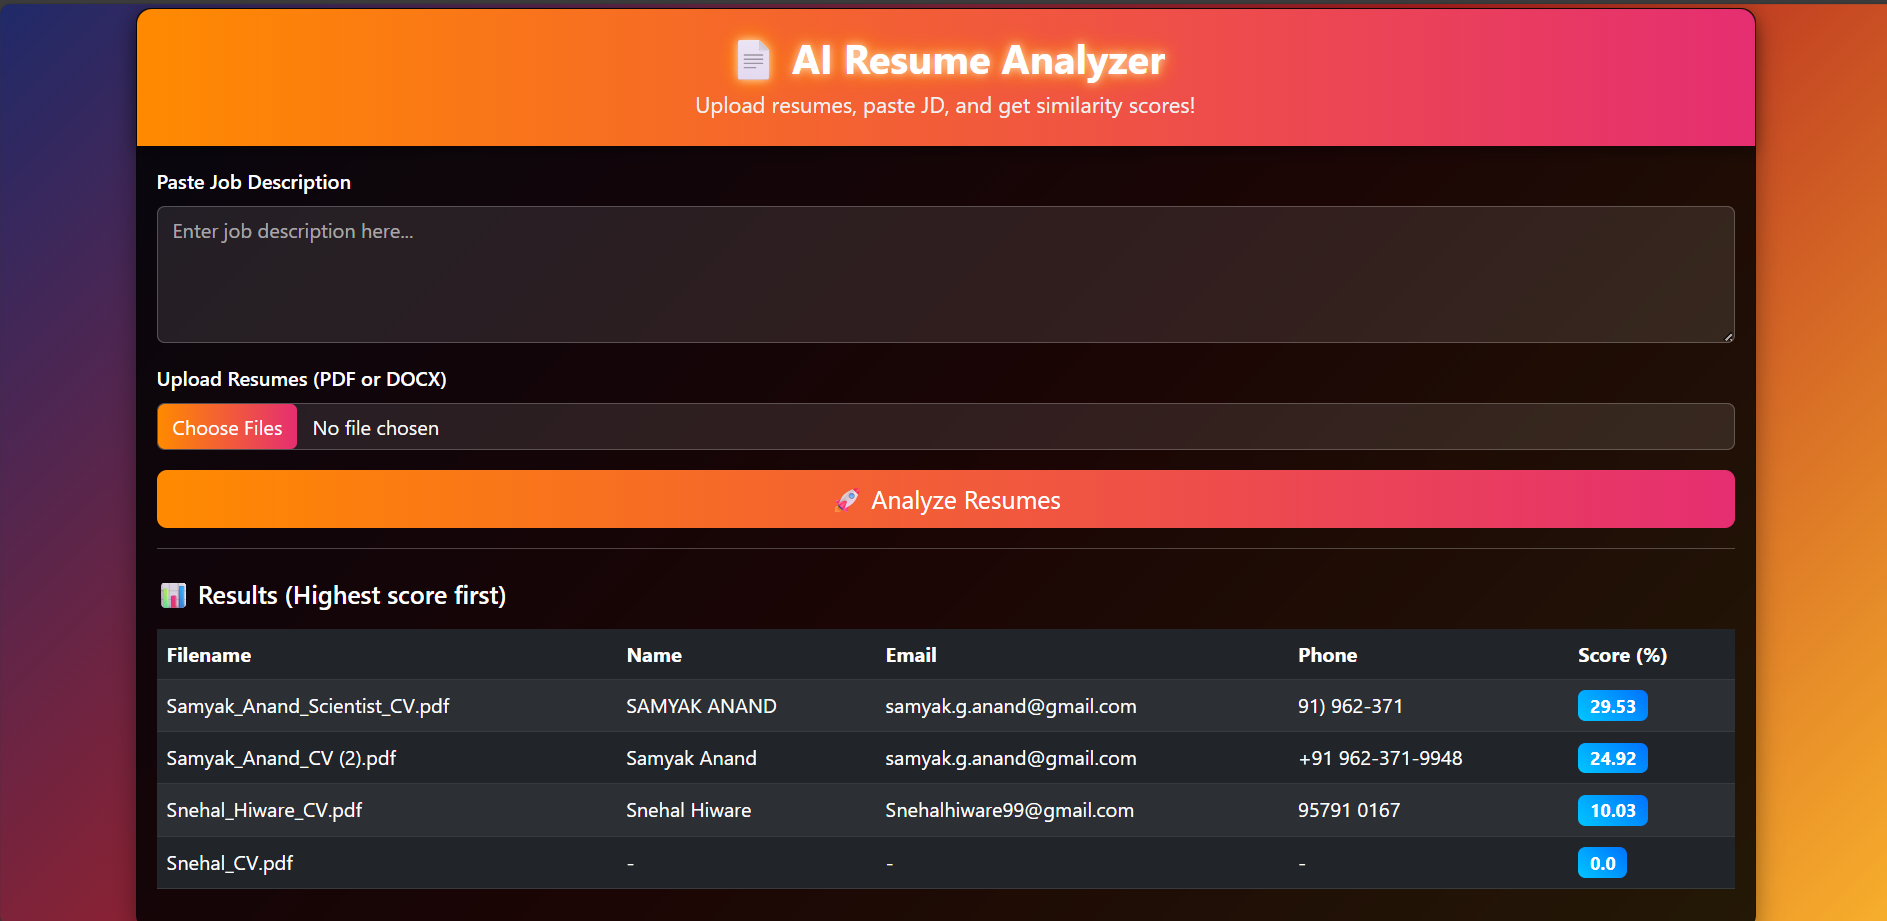 AI Resume Analyzer
Upload resumes, paste JD, and get similarity scores!
Paste Job Description
Enter job description here...
Upload Resumes (PDF or DOCX)
Choose Files No file chosen
Analyze Resumes
Results (Highest score first)
Filename Name Email Phone Score (%)
Samyak_Anand_Scientist_CV.pdf SAMYAK ANAND samyak.g.anand@gmail.com 91) 962-371 29.53
Samyak_Anand_CV (2).pdf Samyak Anand samyak.g.anand@gmail.com +91 962-371-9948 24.92
Snehal_Hiware_CV.pdf Snehal Hiware Snehalhiware99@gmail.com 95791 0167 10.03
Snehal_CV.pdf - - - 0.0